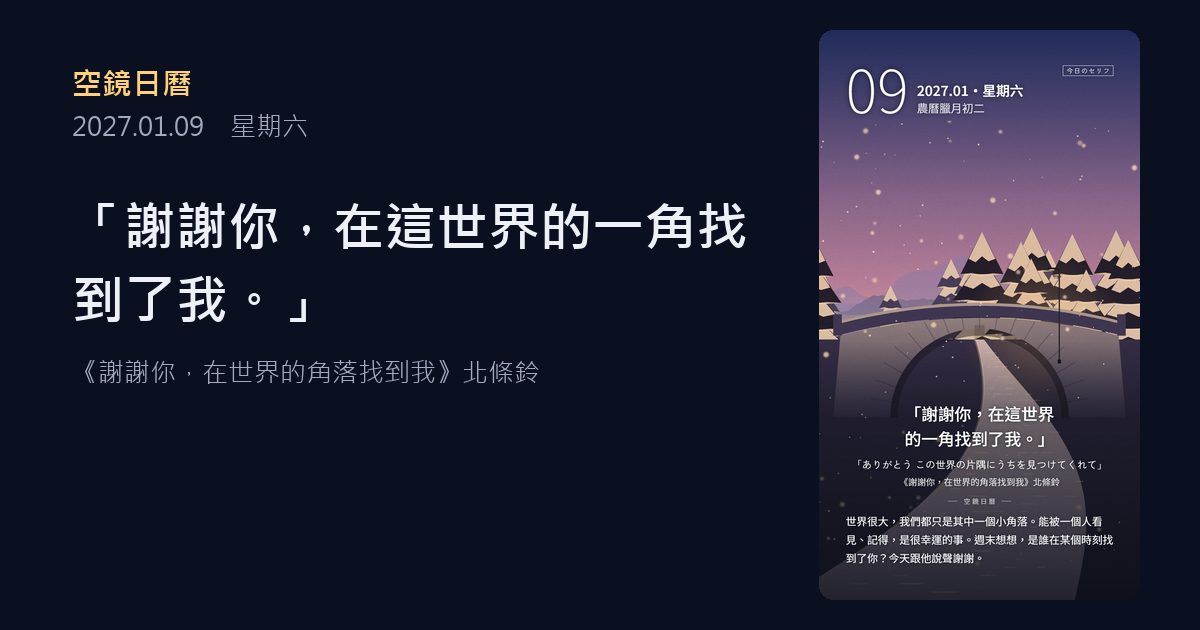 空鏡日曆
2027.01.09 星期六
「謝謝你，在這世界的一角找
到了我。」
《謝謝你，在世界的角落找到我》北條鈴
09
2027.01・星期六
農曆臘月初二
今日のセリフ
「謝謝你，在這世界
的一角找到了我。」
「ありがとう この世界の片隅にうちを見つけてくれて」
《謝謝你，在世界的角落找到我》北條鈴
空鏡日曆
世界很大，我們都只是其中一個小角落。能被一個人看
見、記得，是很幸運的事。週末想想，是誰在某個時刻找
到了你？今天跟他說聲謝謝。